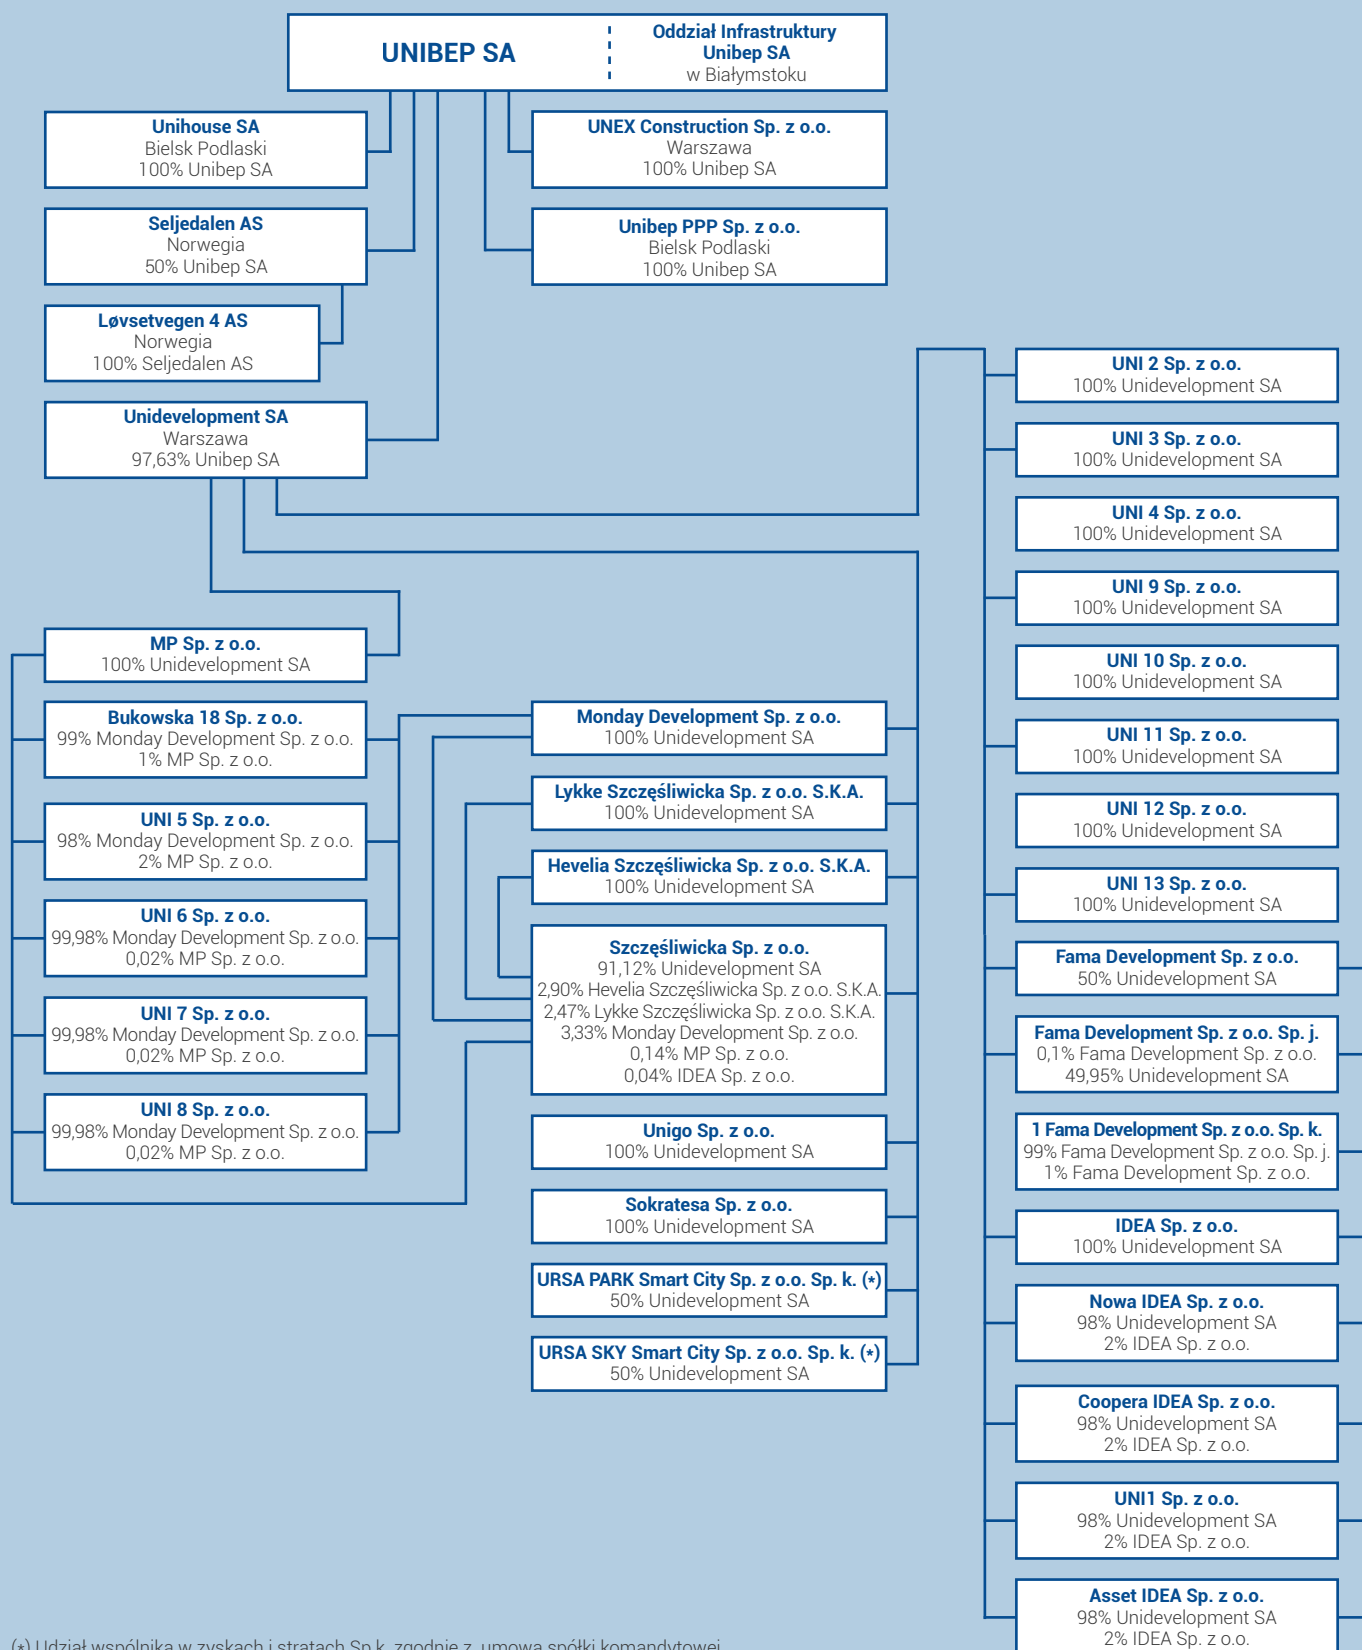 UNIBEP SA
Oddział Infrastruktury
Unibep SA
w Białymstoku
Unihouse SA
Bielsk Podlaski
100% Unibep SA
UNEX Construction Sp. z o.o.
Warszawa
100% Unibep SA
Seljedalen AS
Norwegia
50% Unibep SA
Unibep PPP Sp. z o.o.
Bielsk Podlaski
100% Unibep SA
Løvsetvegen 4 AS
Norwegia
100% Seljedalen AS
Unidevelopment SA
Warszawa
97,63% Unibep SA
MP Sp. z o.o.
100% Unidevelopment SA
Bukowska 18 Sp. z o.o.
99% Monday Development Sp. z o.o.
1% MP Sp. z o.o.
UNI 5 Sp. z o.o.
98% Monday Development Sp. z o.o.
2% MP Sp. z o.o.
UNI 6 Sp. z o.o.
99,98% Monday Development Sp. z o.o.
0,02% MP Sp. z o.o.
UNI 7 Sp. z o.o.
99,98% Monday Development Sp. z o.o.
0,02% MP Sp. z o.o.
UNI 8 Sp. z o.o.
99,98% Monday Development Sp. z o.o.
0,02% MP Sp. z o.o.
Monday Development Sp. z o.o.
100% Unidevelopment SA
Lykke Szczęśliwicka Sp. z o.o. S.K.A.
100% Unidevelopment SA
Hevelia Szczęśliwicka Sp. z o.o. S.K.A.
100% Unidevelopment SA
Szczęśliwicka Sp. z o.o.
91,12% Unidevelopment SA
2,90% Hevelia Szczęśliwicka Sp. z o.o. S.K.A.
2,47% Lykke Szczęśliwicka Sp. z o.o. S.K.A.
3,33% Monday Development Sp. z o.o.
0,14% MP Sp. z o.o.
0,04% IDEA Sp. z o.o.
Unigo Sp. z o.o.
100% Unidevelopment SA
Sokratesa Sp. z o.o.
100% Unidevelopment SA
URSA PARK Smart City Sp. z o.o. Sp. k. (*)
50% Unidevelopment SA
URSA SKY Smart City Sp. z o.o. Sp. k. (*)
50% Unidevelopment SA
UNI 2 Sp. z o.o.
100% Unidevelopment SA
UNI 3 Sp. z o.o.
100% Unidevelopment SA
UNI 4 Sp. z o.o.
100% Unidevelopment SA
UNI 9 Sp. z o.o.
100% Unidevelopment SA
UNI 10 Sp. z o.o.
100% Unidevelopment SA
UNI 11 Sp. z o.o.
100% Unidevelopment SA
UNI 12 Sp. z o.o.
100% Unidevelopment SA
UNI 13 Sp. z o.o.
100% Unidevelopment SA
Fama Development Sp. z o.o.
50% Unidevelopment SA
Fama Development Sp. z o.o. Sp. j.
0,1% Fama Development Sp. z o.o.
49,95% Unidevelopment SA
1 Fama Development Sp. z o.o. Sp. k.
99% Fama Development Sp. z o.o. Sp. j.
1% Fama Development Sp. z o.o.
IDEA Sp. z o.o.
100% Unidevelopment SA
Nowa IDEA Sp. z o.o.
98% Unidevelopment SA
2% IDEA Sp. z o.o.
Coopera IDEA Sp. z o.o.
98% Unidevelopment SA
2% IDEA Sp. z o.o.
UNI1 Sp. z o.o.
98% Unidevelopment SA
2% IDEA Sp. z o.o.
Asset IDEA Sp. z o.o.
98% Unidevelopment SA
2% IDEA Sp. z o.o.
(*) Udział wspólnika w zyskach i stratach Sp.k. zgodnie z umową spółki komandytowej